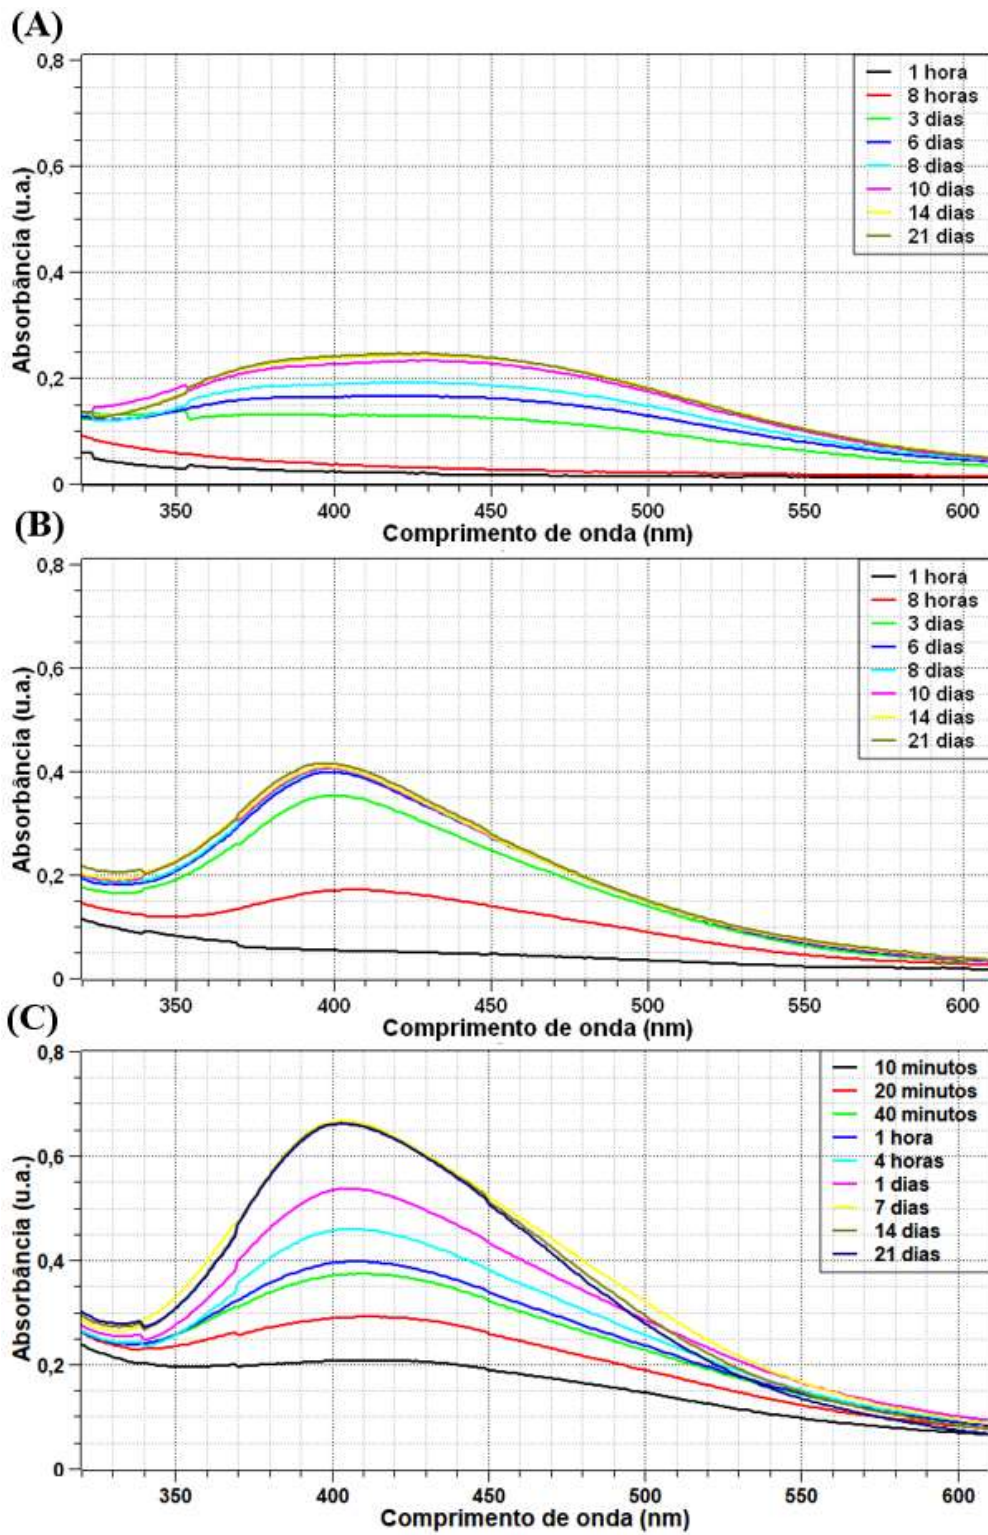 (A)
0,8
0,6
0,4
0,2
0
Absorbância (u.a.)
1 hora
8 horas
3 dias
6 dias
8 dias
10 dias
14 dias
21 dias
350 400 450 500 550 600
Comprimento de onda (nm)
(B)
0,8
0,6
0,4
0,2
0
Absorbância (u.a.)
1 hora
8 horas
3 dias
6 dias
8 dias
10 dias
14 dias
21 dias
350 400 450 500 550 600
Comprimento de onda (nm)
(C)
0,8
0,6
0,4
0,2
0
Absorbância (u.a.)
10 minutos
20 minutos
40 minutos
1 hora
4 horas
1 dias
7 dias
14 dias
21 dias
350 400 450 500 550 600
Comprimento de onda (nm)